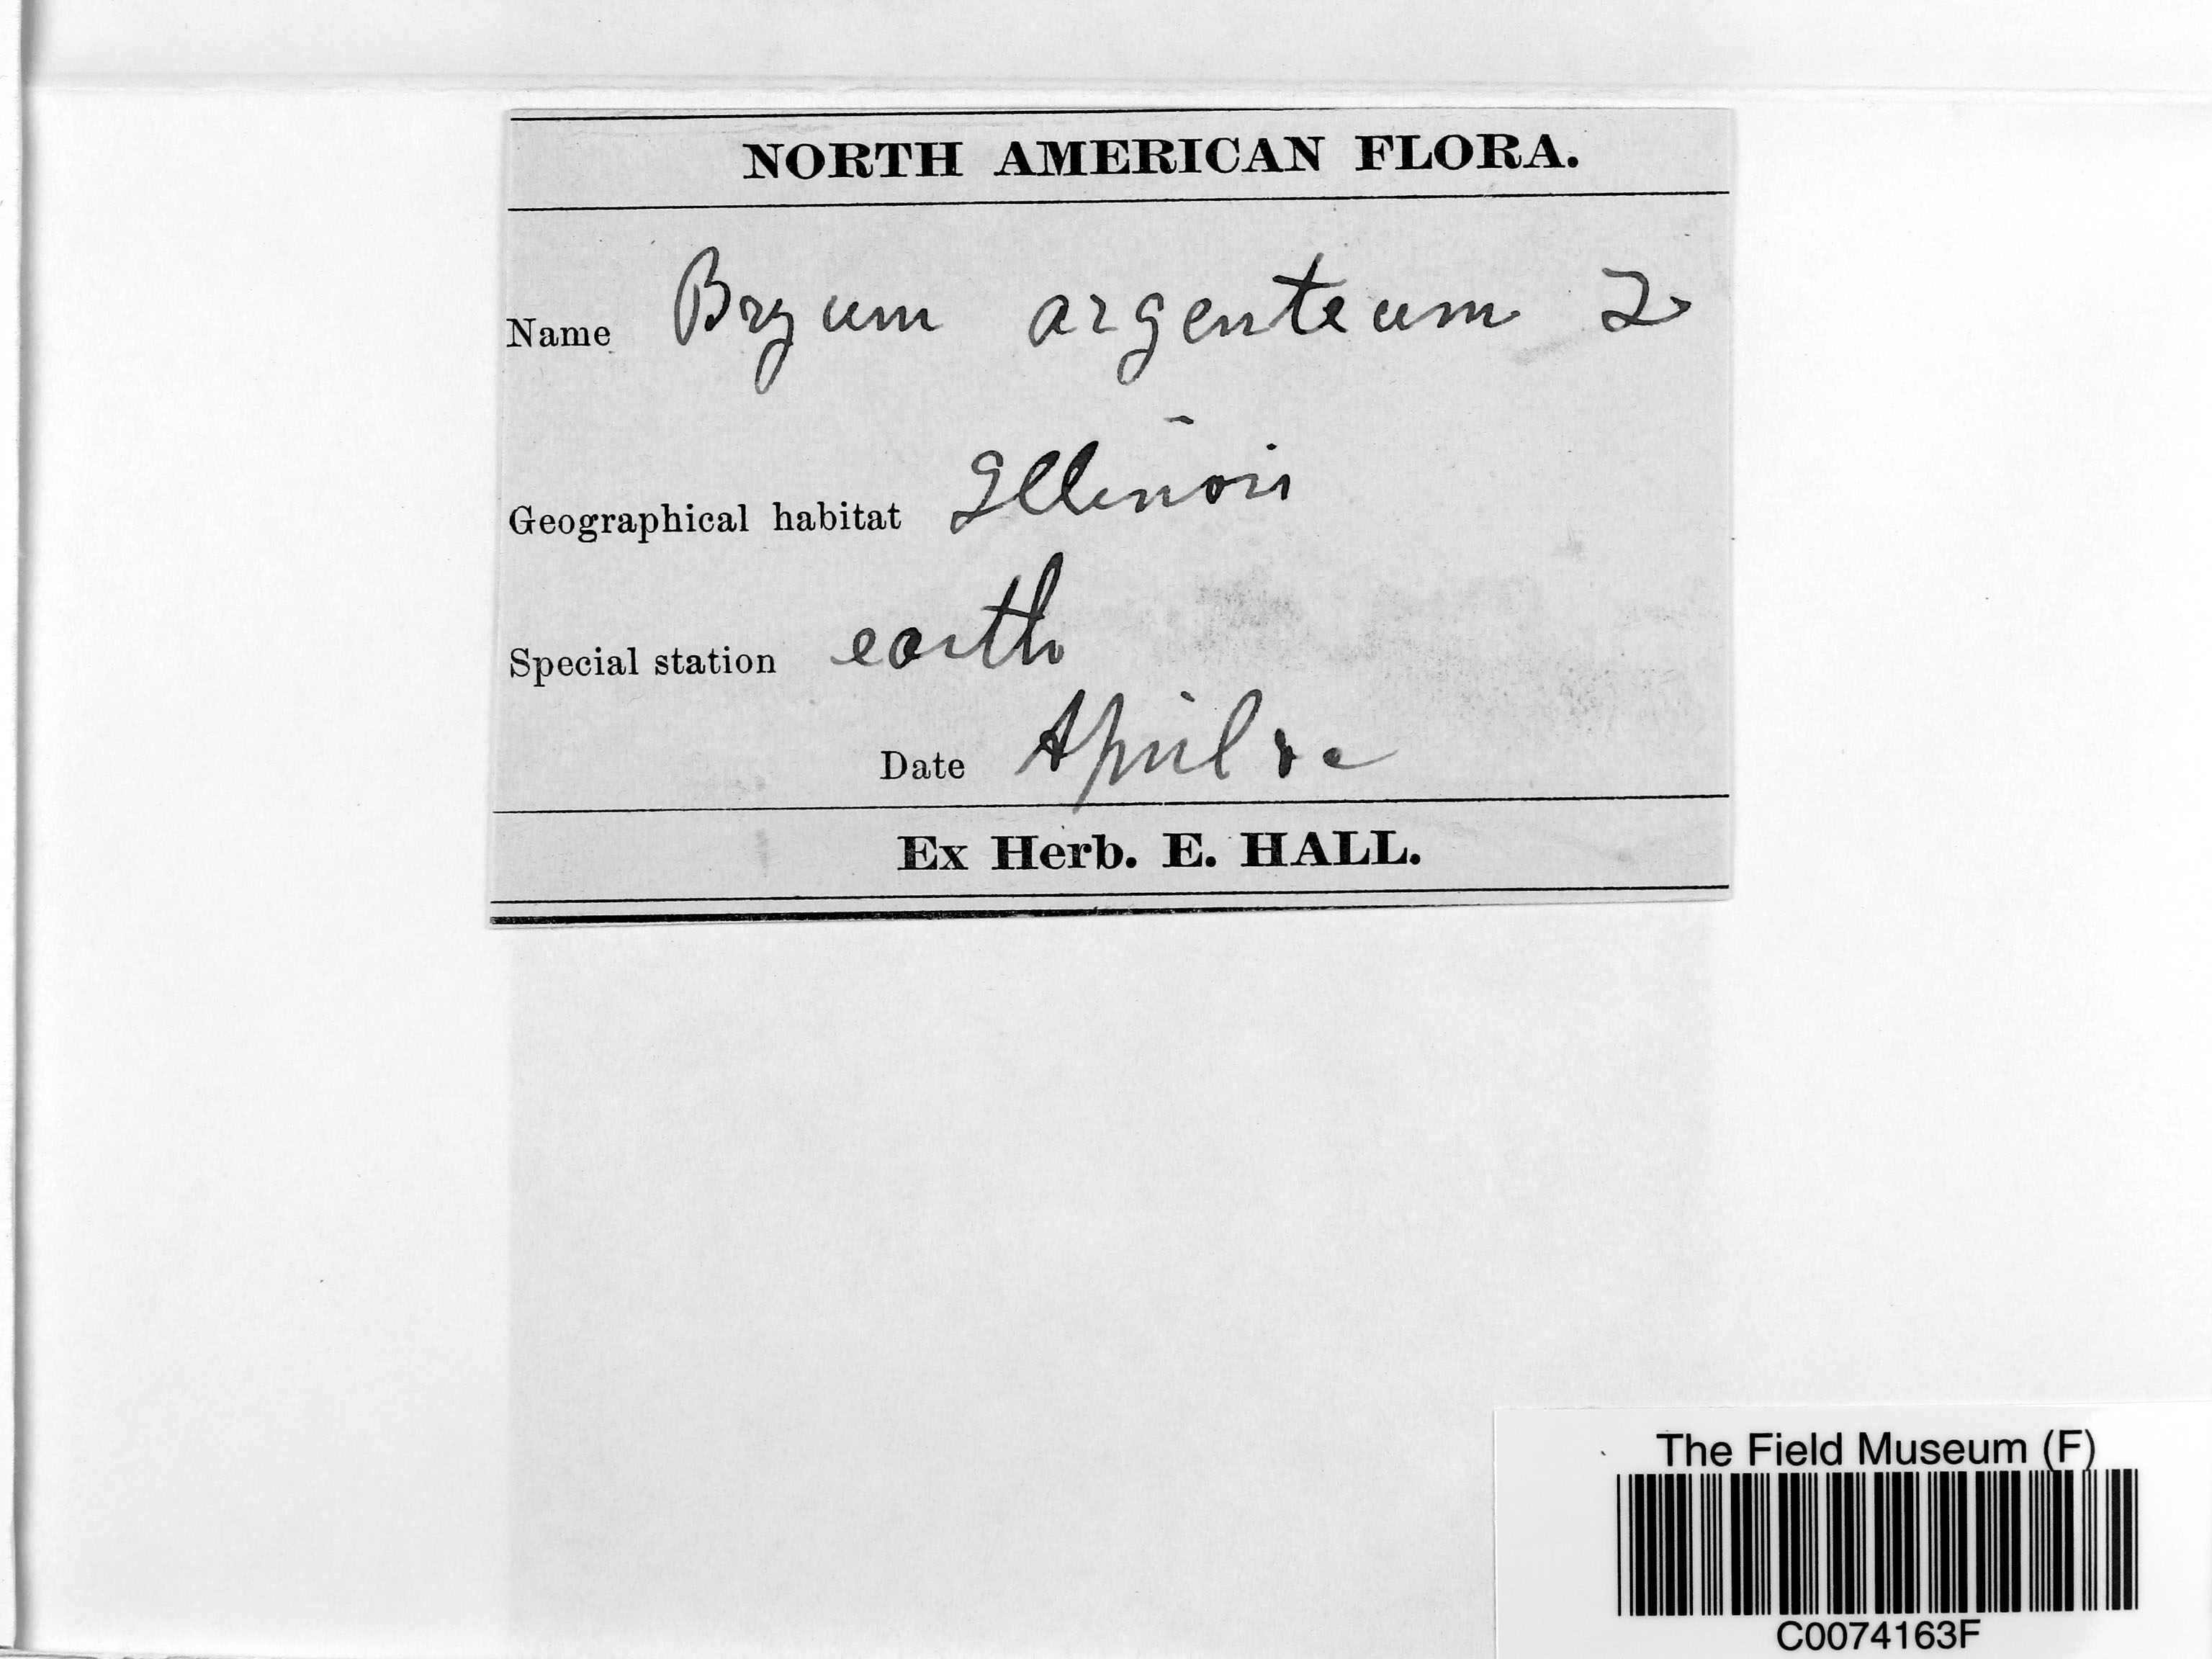 NORTH AMERICAN FLORA.
Name Bryum argenteum L
Geographical habitat Illinois
Special station earth
Date April &c
Ex Herb. E. HALL.
The Field Museum (F)
C0074163F